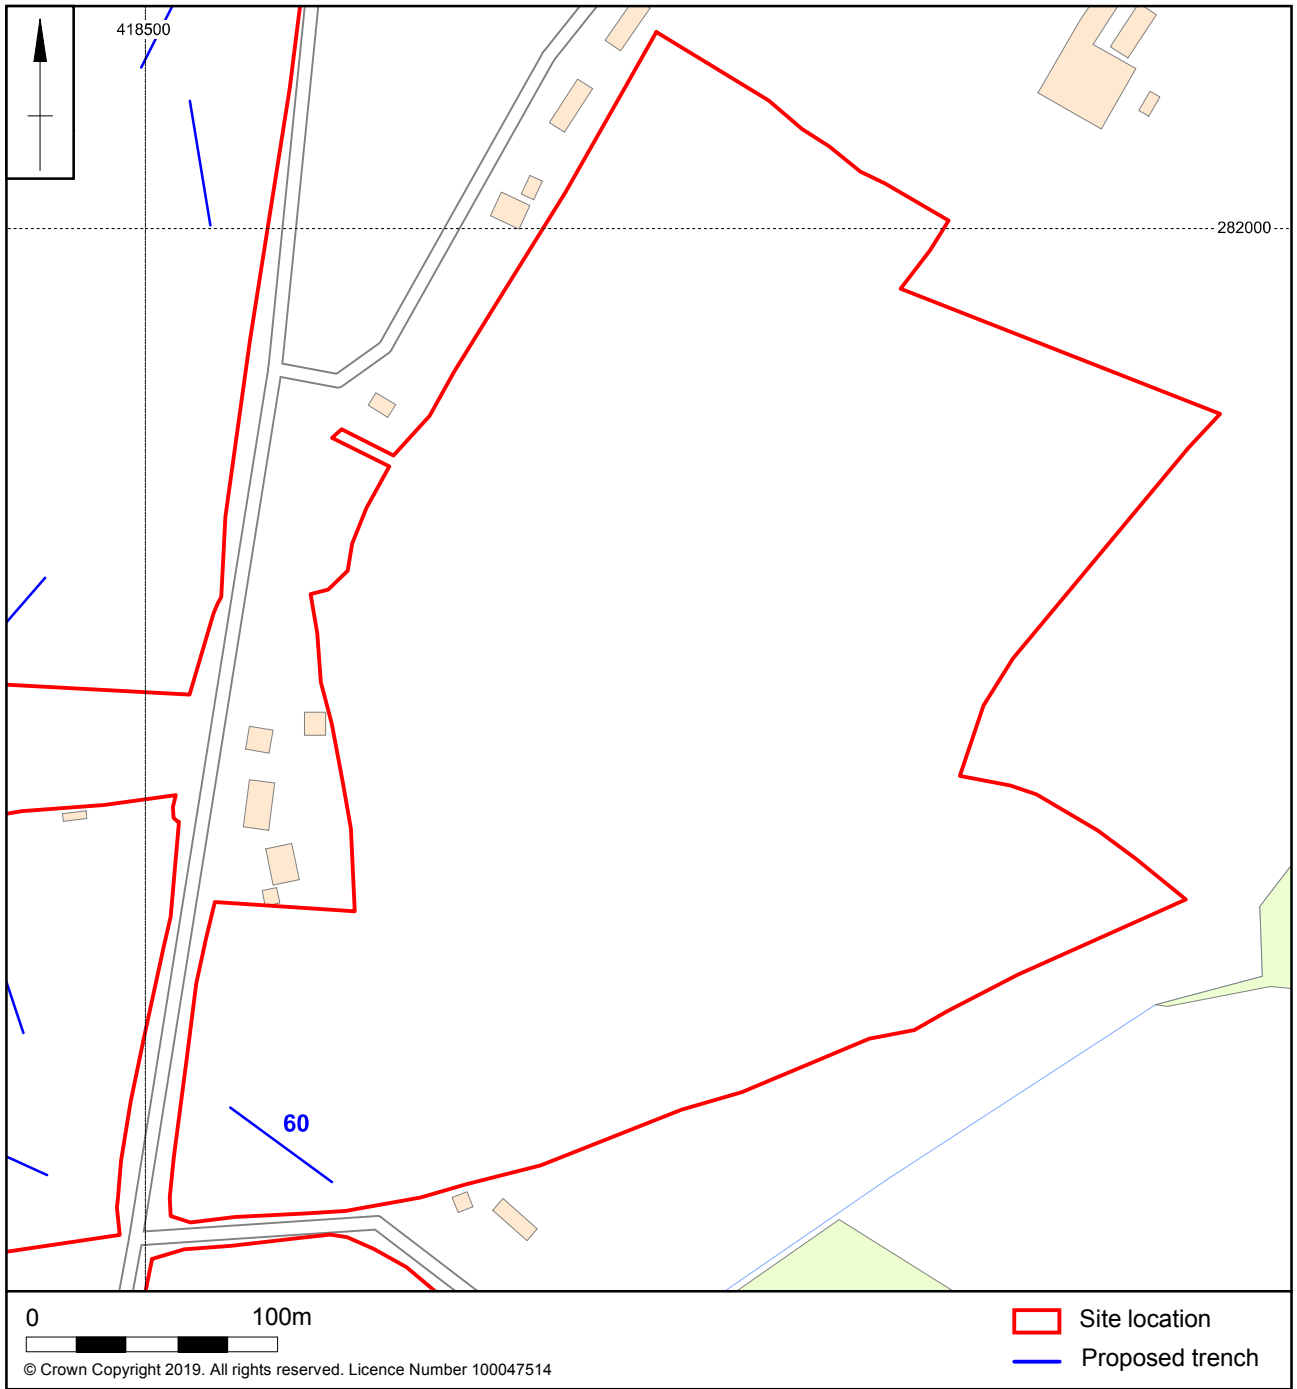 418500
282000
60
0 100m
Site location
Proposed trench
© Crown Copyright 2019. All rights reserved. Licence Number 100047514